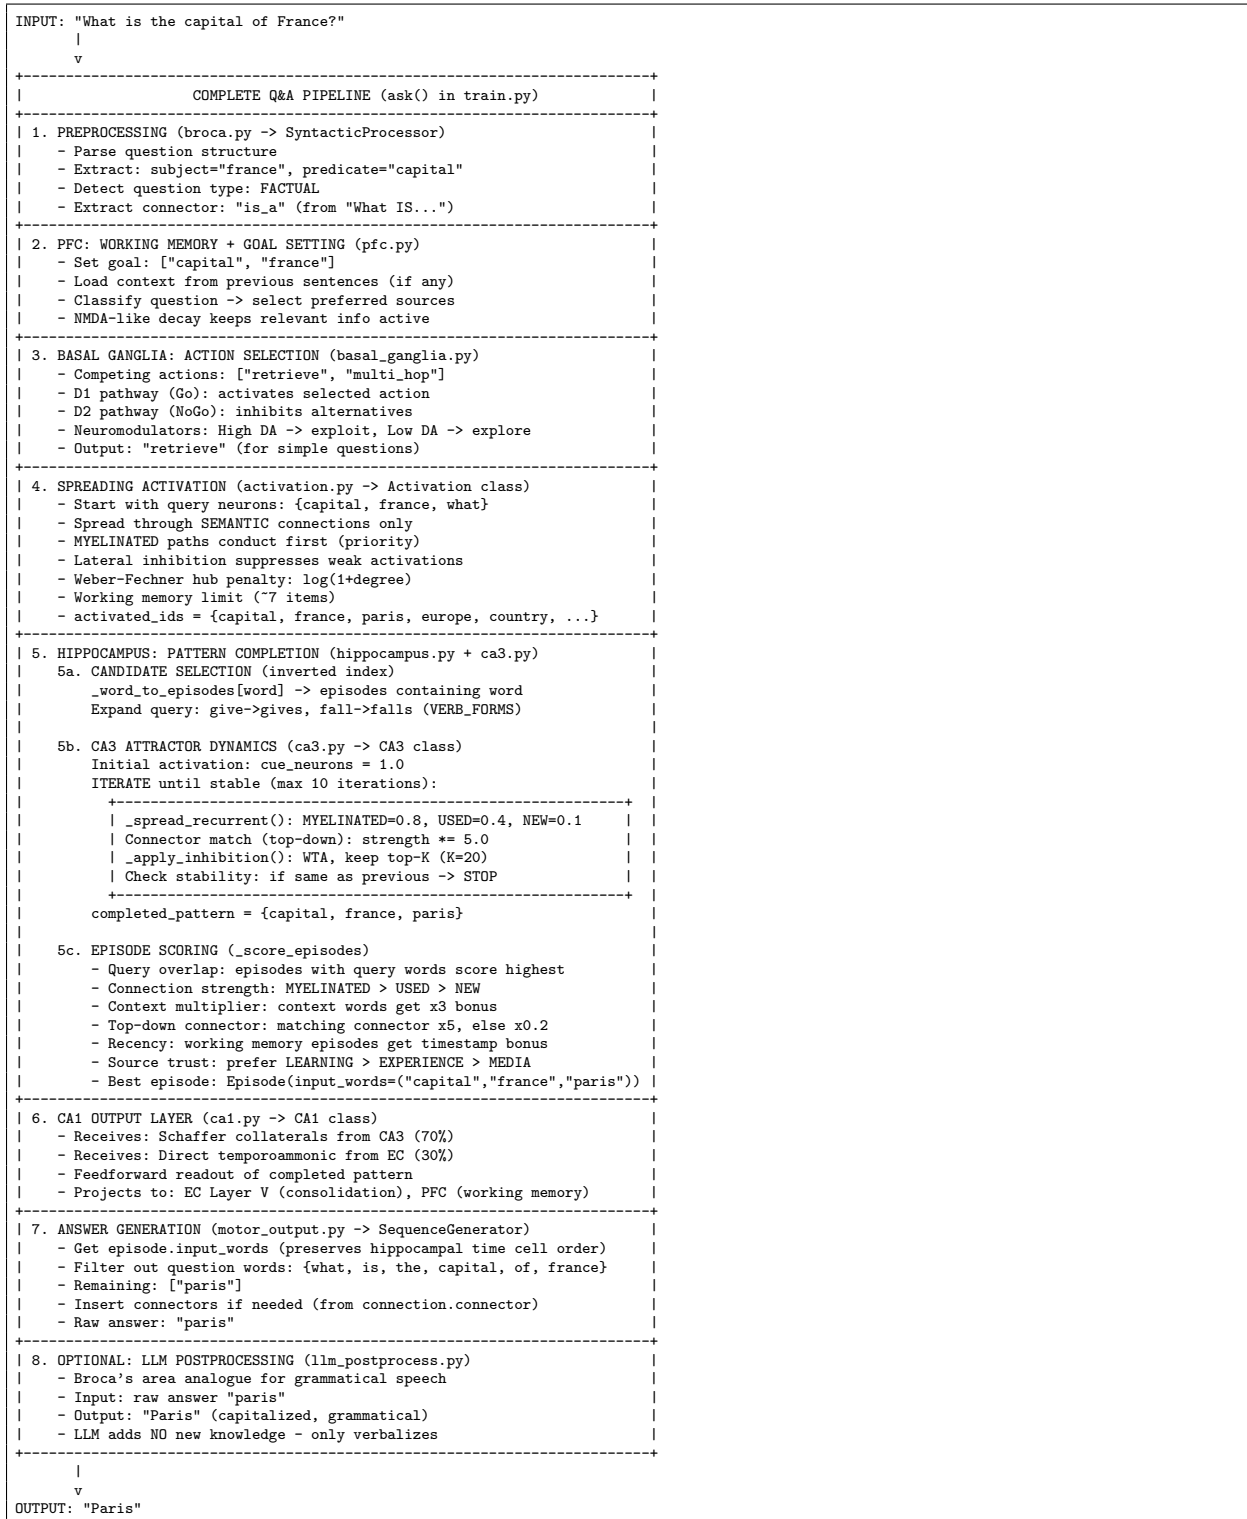 INPUT: "What is the capital of France?"
       |
       v
+--------------------------------------------------------------------------+
|                    COMPLETE Q&A PIPELINE (ask() in train.py)             |
+--------------------------------------------------------------------------+
| 1. PREPROCESSING (broca.py -> SyntacticProcessor)                        |
|    - Parse question structure                                            |
|    - Extract: subject="france", predicate="capital"                      |
|    - Detect question type: FACTUAL                                       |
|    - Extract connector: "is_a" (from "What IS...")                       |
+--------------------------------------------------------------------------+
| 2. PFC: WORKING MEMORY + GOAL SETTING (pfc.py)                           |
|    - Set goal: ["capital", "france"]                                     |
|    - Load context from previous sentences (if any)                       |
|    - Classify question -> select preferred sources                       |
|    - NMDA-like decay keeps relevant info active                          |
+--------------------------------------------------------------------------+
| 3. BASAL GANGLIA: ACTION SELECTION (basal_ganglia.py)                    |
|    - Competing actions: ["retrieve", "multi_hop"]                        |
|    - D1 pathway (Go): activates selected action                          |
|    - D2 pathway (NoGo): inhibits alternatives                            |
|    - Neuromodulators: High DA -> exploit, Low DA -> explore              |
|    - Output: "retrieve" (for simple questions)                           |
+--------------------------------------------------------------------------+
| 4. SPREADING ACTIVATION (activation.py -> Activation class)              |
|    - Start with query neurons: {capital, france, what}                   |
|    - Spread through SEMANTIC connections only                            |
|    - MYELINATED paths conduct first (priority)                           |
|    - Lateral inhibition suppresses weak activations                      |
|    - Weber-Fechner hub penalty: log(1+degree)                            |
|    - Working memory limit (~7 items)                                     |
|    - activated_ids = {capital, france, paris, europe, country, ...}      |
+--------------------------------------------------------------------------+
| 5. HIPPOCAMPUS: PATTERN COMPLETION (hippocampus.py + ca3.py)             |
|    5a. CANDIDATE SELECTION (inverted index)                              |
|        _word_to_episodes[word] -> episodes containing word               |
|        Expand query: give->gives, fall->falls (VERB_FORMS)               |
|                                                                          |
|    5b. CA3 ATTRACTOR DYNAMICS (ca3.py -> CA3 class)                      |
|        Initial activation: cue_neurons = 1.0                             |
|        ITERATE until stable (max 10 iterations):                         |
|          +------------------------------------------------------------+  |
|          | _spread_recurrent(): MYELINATED=0.8, USED=0.4, NEW=0.1     |  |
|          | Connector match (top-down): strength *= 5.0                |  |
|          | _apply_inhibition(): WTA, keep top-K (K=20)                |  |
|          | Check stability: if same as previous -> STOP               |  |
|          +------------------------------------------------------------+  |
|        completed_pattern = {capital, france, paris}                      |
|                                                                          |
|    5c. EPISODE SCORING (_score_episodes)                                 |
|        - Query overlap: episodes with query words score highest          |
|        - Connection strength: MYELINATED > USED > NEW                    |
|        - Context multiplier: context words get x3 bonus                  |
|        - Top-down connector: matching connector x5, else x0.2            |
|        - Recency: working memory episodes get timestamp bonus            |
|        - Source trust: prefer LEARNING > EXPERIENCE > MEDIA              |
|        - Best episode: Episode(input_words=("capital","france","paris")) |
+--------------------------------------------------------------------------+
| 6. CA1 OUTPUT LAYER (ca1.py -> CA1 class)                                |
|    - Receives: Schaffer collaterals from CA3 (70%)                       |
|    - Receives: Direct temporoammonic from EC (30%)                       |
|    - Feedforward readout of completed pattern                            |
|    - Projects to: EC Layer V (consolidation), PFC (working memory)       |
+--------------------------------------------------------------------------+
| 7. ANSWER GENERATION (motor_output.py -> SequenceGenerator)              |
|    - Get episode.input_words (preserves hippocampal time cell order)     |
|    - Filter out question words: {what, is, the, capital, of, france}     |
|    - Remaining: ["paris"]                                                |
|    - Insert connectors if needed (from connection.connector)             |
|    - Raw answer: "paris"                                                 |
+--------------------------------------------------------------------------+
| 8. OPTIONAL: LLM POSTPROCESSING (llm_postprocess.py)                     |
|    - Broca's area analogue for grammatical speech                        |
|    - Input: raw answer "paris"                                           |
|    - Output: "Paris" (capitalized, grammatical)                          |
|    - LLM adds NO new knowledge - only verbalizes                         |
+--------------------------------------------------------------------------+
       |
       v
OUTPUT: "Paris"